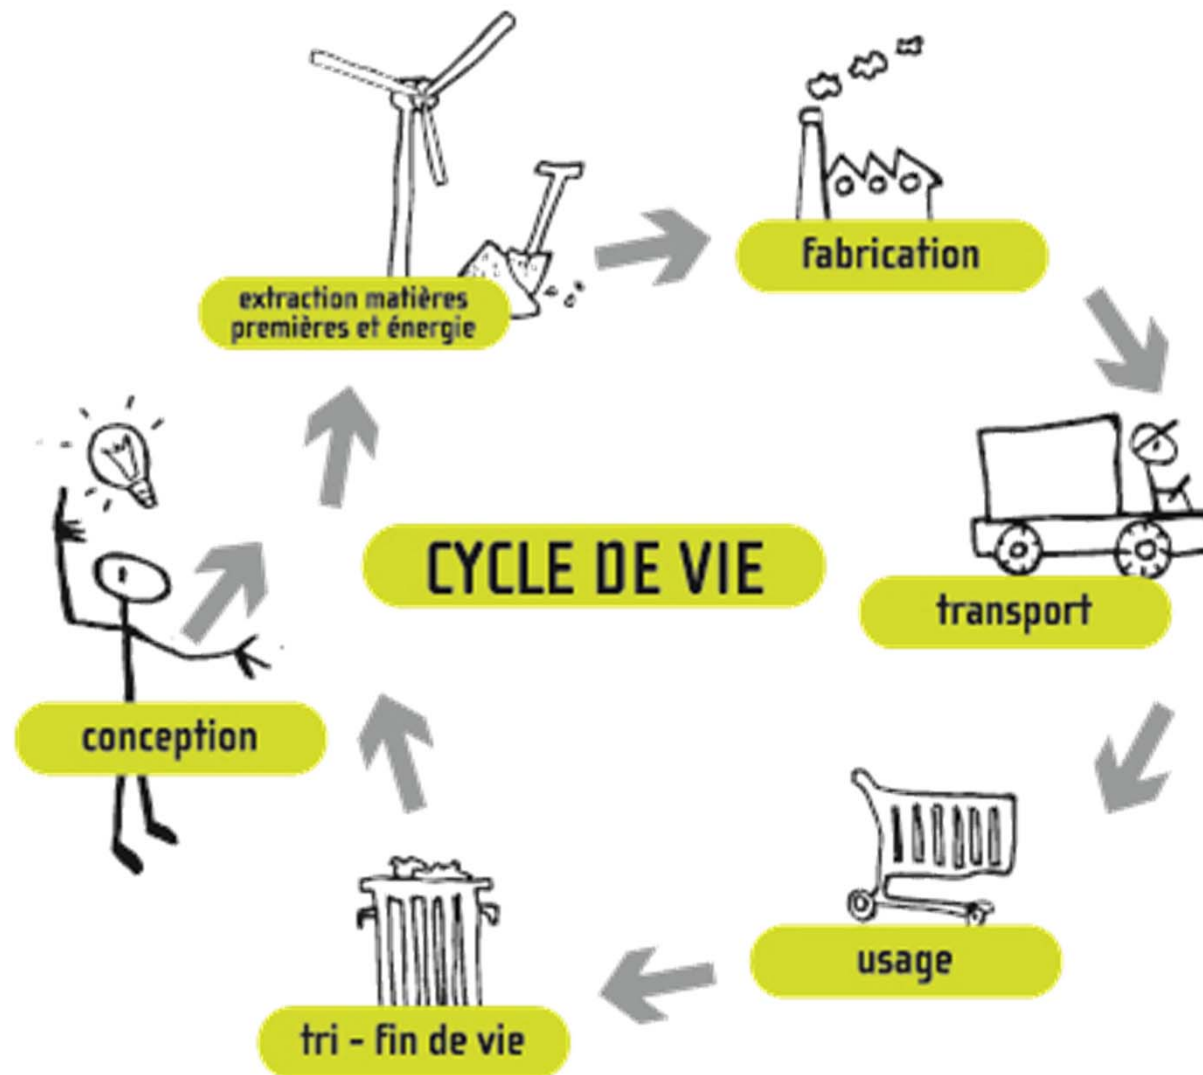 fabrication
extraction matières
premières et énergie
CYCLE DE VIE
transport
conception
usage
tri - fin de vie